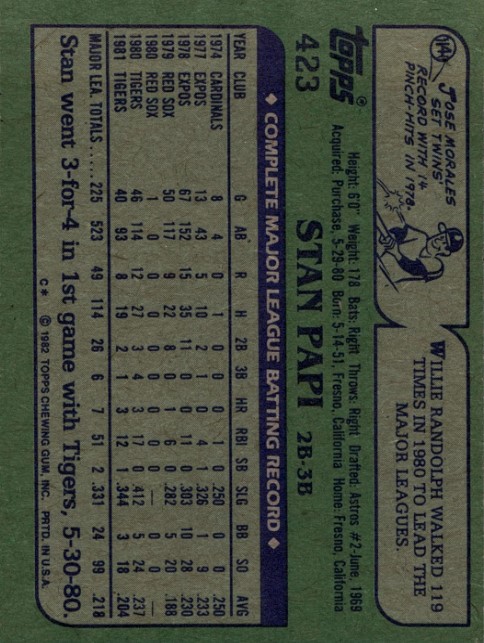 144
JOSE MORALES
SET TWINS'
RECORD WITH 14
PINCH-HITS IN 1978.
WILLIE RANDOLPH WALKED 119
TIMES IN 1980 TO LEAD THE
MAJOR LEAGUES.
topps®
423
STAN PAPI 2B-3B
Height: 6'0" Weight: 178 Bats: Right Throws: Right Drafted: Astros #2-June, 1969
Acquired: Purchase, 5-29-80 Born: 5-14-51, Fresno, California Home: Fresno, California
◆ COMPLETE MAJOR LEAGUE BATTING RECORD ◆
YEAR CLUB G AB R H 2B 3B HR RBI SB SLG BB SO AVG
1974 CARDINALS 8 4 0 1 0 0 0 1 0 .250 0 0 .250
1977 EXPOS 13 43 5 10 2 1 0 4 1 .326 1 9 .233
1978 EXPOS 67 152 15 35 11 0 0 11 0 .303 10 28 .230
1979 RED SOX 50 117 9 22 8 0 1 6 0 .282 5 20 .188
1980 RED SOX 1 0 0 0 0 0 0 0 0 — 0 0 —
1980 TIGERS 46 114 12 27 3 4 3 17 0 .412 5 24 .237
1981 TIGERS 40 93 8 19 2 1 3 12 1 .344 3 18 .204
MAJOR LEA. TOTALS..... 225 523 49 114 26 6 7 51 2 .331 24 99 .218
Stan went 3-for-4 in 1st game with Tigers, 5-30-80.
C* © 1982 TOPPS CHEWING GUM, INC. PRTD. IN U.S.A.